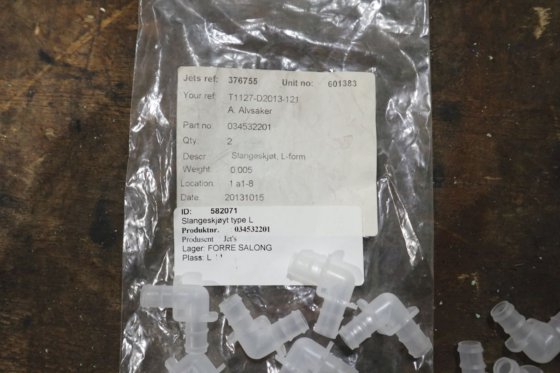 Jets ref: 376755 Unit no: 601383
Your ref: T1127-D2013-121
A. Alvsaker
Part no: 034532201
Qty: 2
Descr: Slangeskjøt, L-form
Weight: 0.005
Location: 1 a1-8
Date: 20131015
ID: 582071
Slangeskjøyt type L
Produktnr. 034532201
Produsent Jet's
Lager: FORRE SALONG
Plass: L